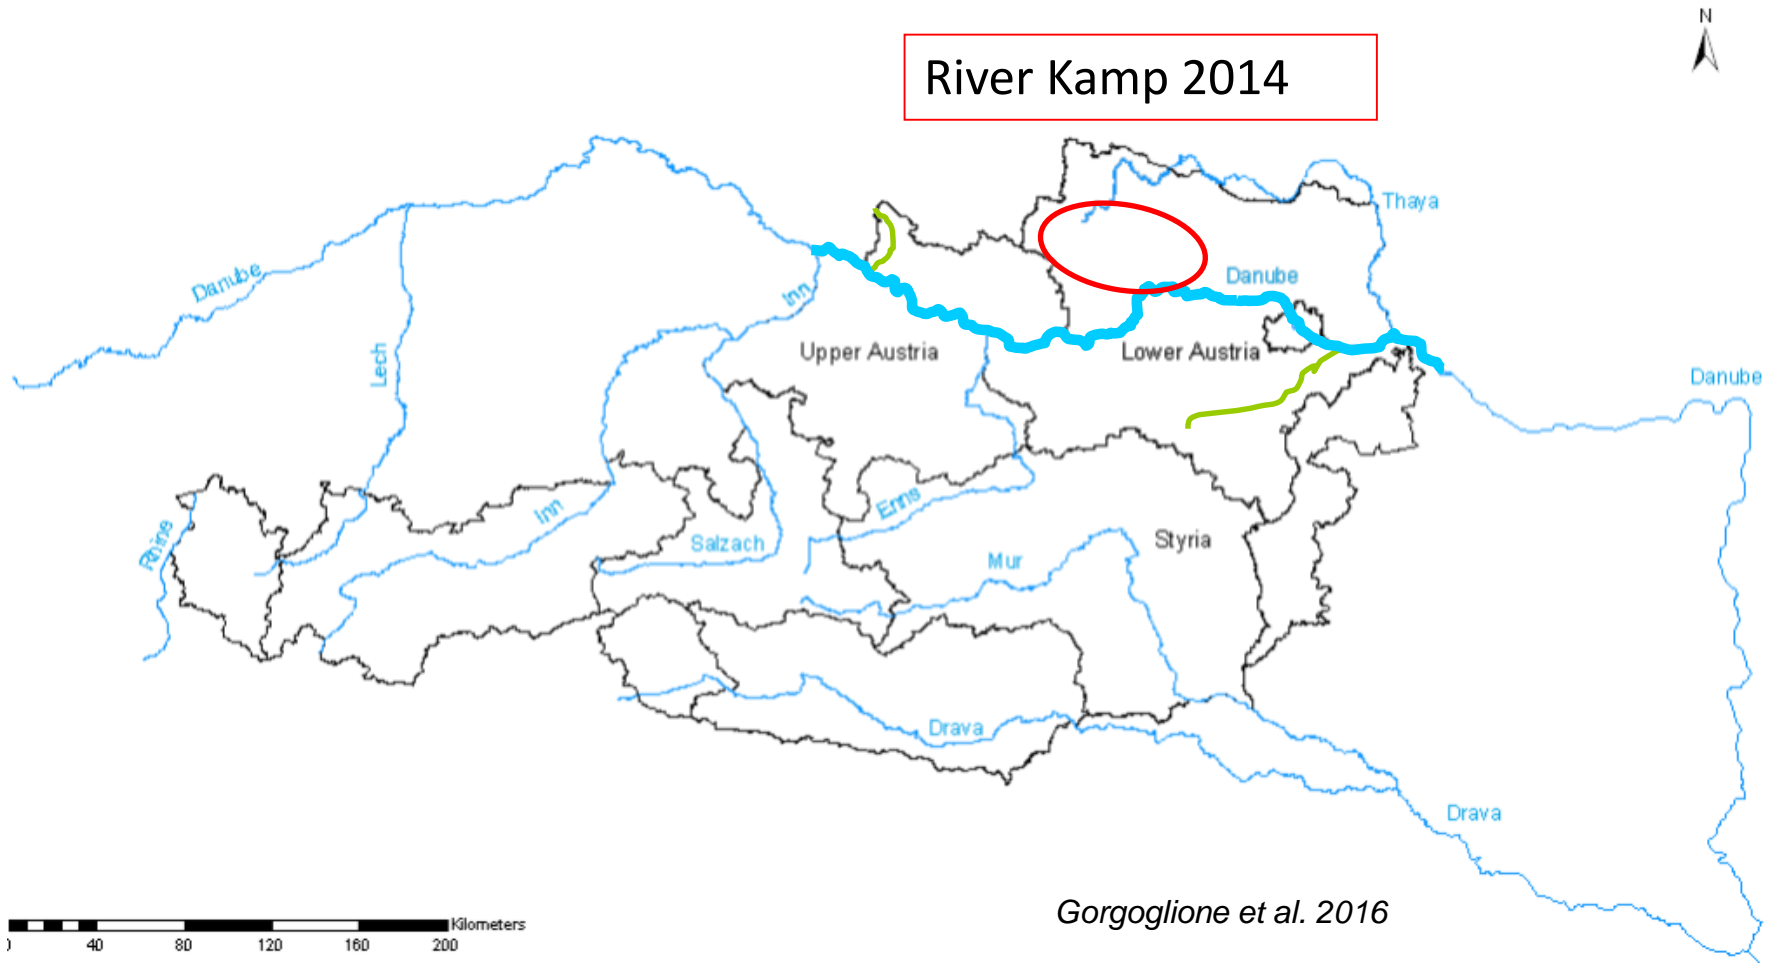 N
River Kamp 2014
Thaya
Danube
Danube
Inn
Upper Austria
Lower Austria
Lech
Danube
Rhine
Inn
Enns
Salzach
Styria
Mur
Drava
Drava
Gorgoglione et al. 2016
Kilometers
0 40 80 120 160 200